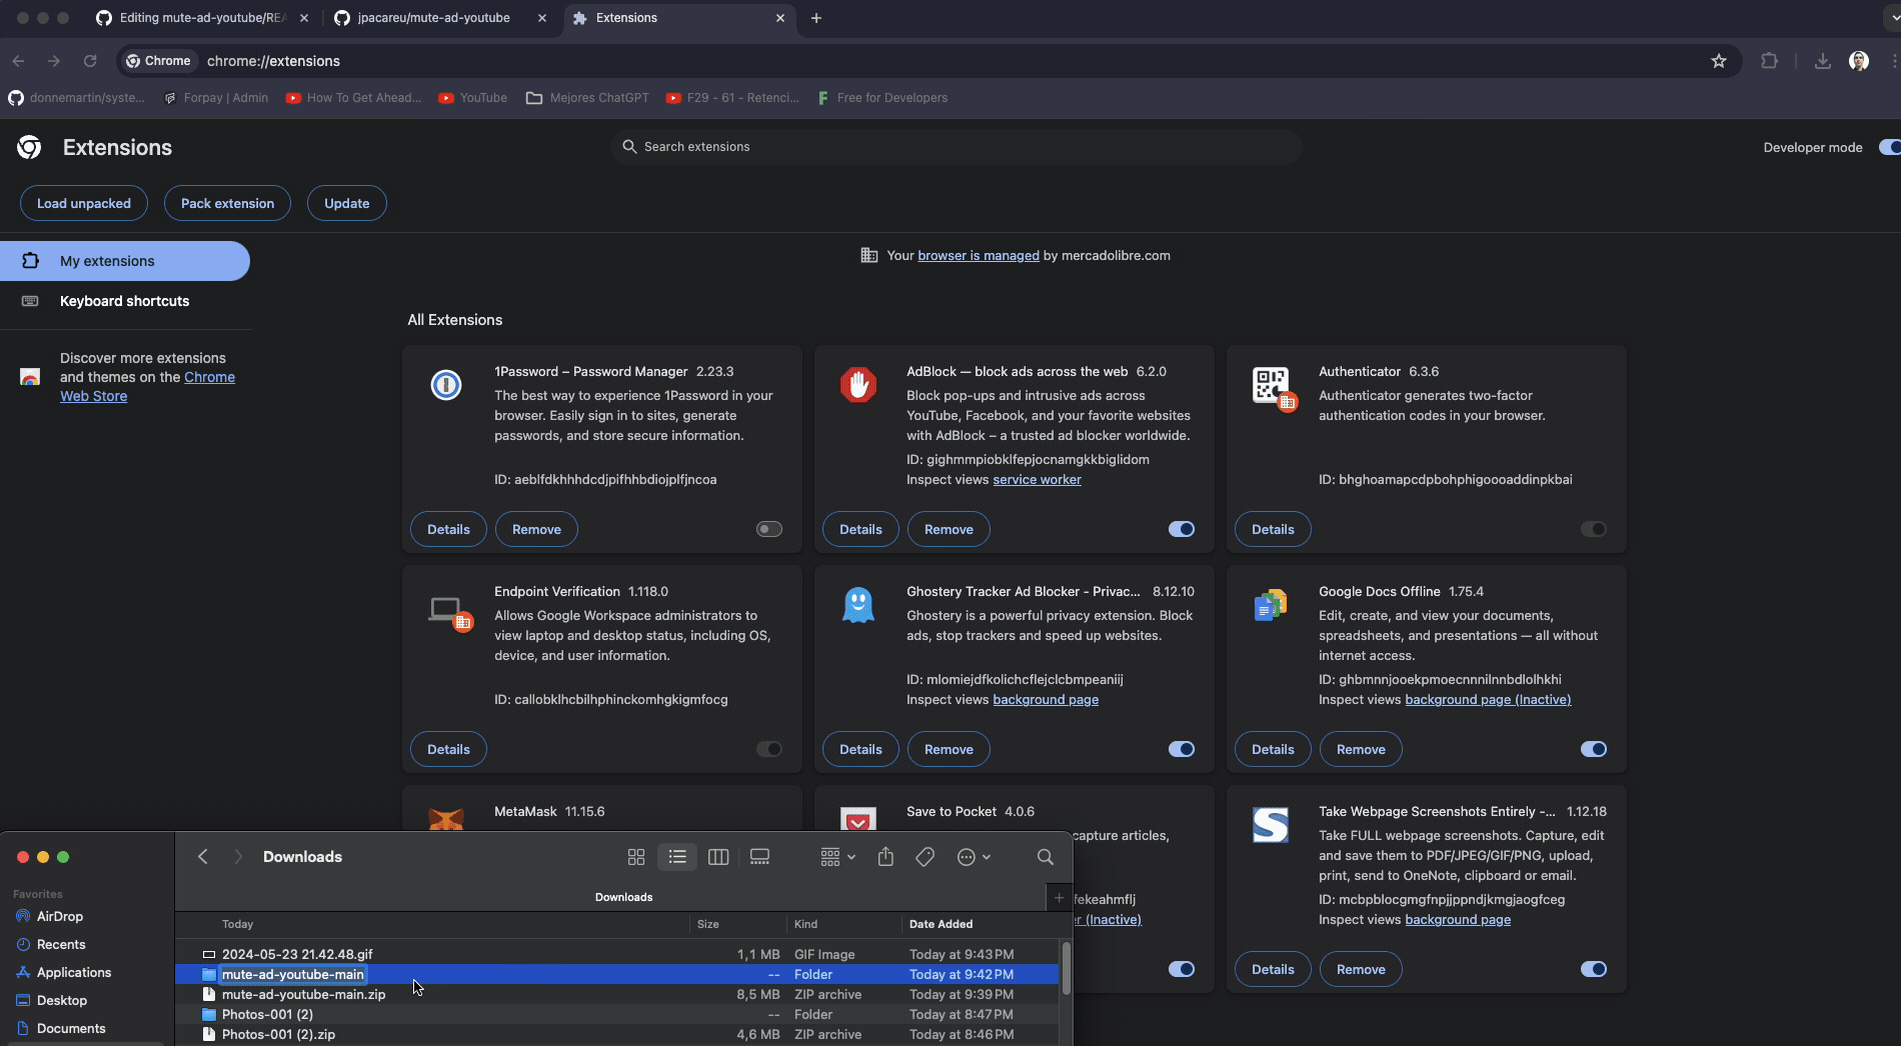 Editing mute-ad-youtube/REA
jpacareu/mute-ad-youtube
Extensions
Chrome
chrome://extensions
donnemartin/syste...
Forpay | Admin
How To Get Ahead...
YouTube
Mejores ChatGPT
F29 - 61 - Retenci...
Free for Developers
Extensions
Search extensions
Developer mode
Load unpacked
Pack extension
Update
My extensions
Keyboard shortcuts
Discover more extensions
and themes on the Chrome
Web Store
Your browser is managed by mercadolibre.com
All Extensions
1Password – Password Manager 2.23.3
The best way to experience 1Password in your
browser. Easily sign in to sites, generate
passwords, and store secure information.
ID: aeblfdkhhhdcdjpifhhbdiojplfjncoa
Details
Remove
AdBlock — block ads across the web 6.2.0
Block pop-ups and intrusive ads across
YouTube, Facebook, and your favorite websites
with AdBlock – a trusted ad blocker worldwide.
ID: gighmmpiobklfepjocnamgkkbiglidom
Inspect views service worker
Details
Remove
Authenticator 6.3.6
Authenticator generates two-factor
authentication codes in your browser.
ID: bhghoamapcdpbohphigoooaddinpkbai
Details
Endpoint Verification 1.118.0
Allows Google Workspace administrators to
view laptop and desktop status, including OS,
device, and user information.
ID: callobklhcbilhphinckomhgkigmfocg
Details
Ghostery Tracker Ad Blocker - Privac... 8.12.10
Ghostery is a powerful privacy extension. Block
ads, stop trackers and speed up websites.
ID: mlomiejdfkolichcflejclcbmpeaniij
Inspect views background page
Details
Remove
Google Docs Offline 1.75.4
Edit, create, and view your documents,
spreadsheets, and presentations — all without
internet access.
ID: ghbmnnjooekpmoecnnnilnnbdlolhkhi
Inspect views background page (Inactive)
Details
Remove
MetaMask 11.15.6
Save to Pocket 4.0.6
capture articles,
fekeahmflj
r (Inactive)
Take Webpage Screenshots Entirely -... 1.12.18
Take FULL webpage screenshots. Capture, edit
and save them to PDF/JPEG/GIF/PNG, upload,
print, send to OneNote, clipboard or email.
ID: mcbpblocgmgfnpjjppndjkmgjaogfceg
Inspect views background page
Details
Remove
Favorites
AirDrop
Recents
Applications
Desktop
Documents
Downloads
Downloads
Today Size Kind Date Added
2024-05-23 21.42.48.gif 1,1 MB GIF Image Today at 9:43 PM
mute-ad-youtube-main -- Folder Today at 9:42 PM
mute-ad-youtube-main.zip 8,5 MB ZIP archive Today at 9:39 PM
Photos-001 (2) -- Folder Today at 8:47 PM
Photos-001 (2).zip 4,6 MB ZIP archive Today at 8:46 PM